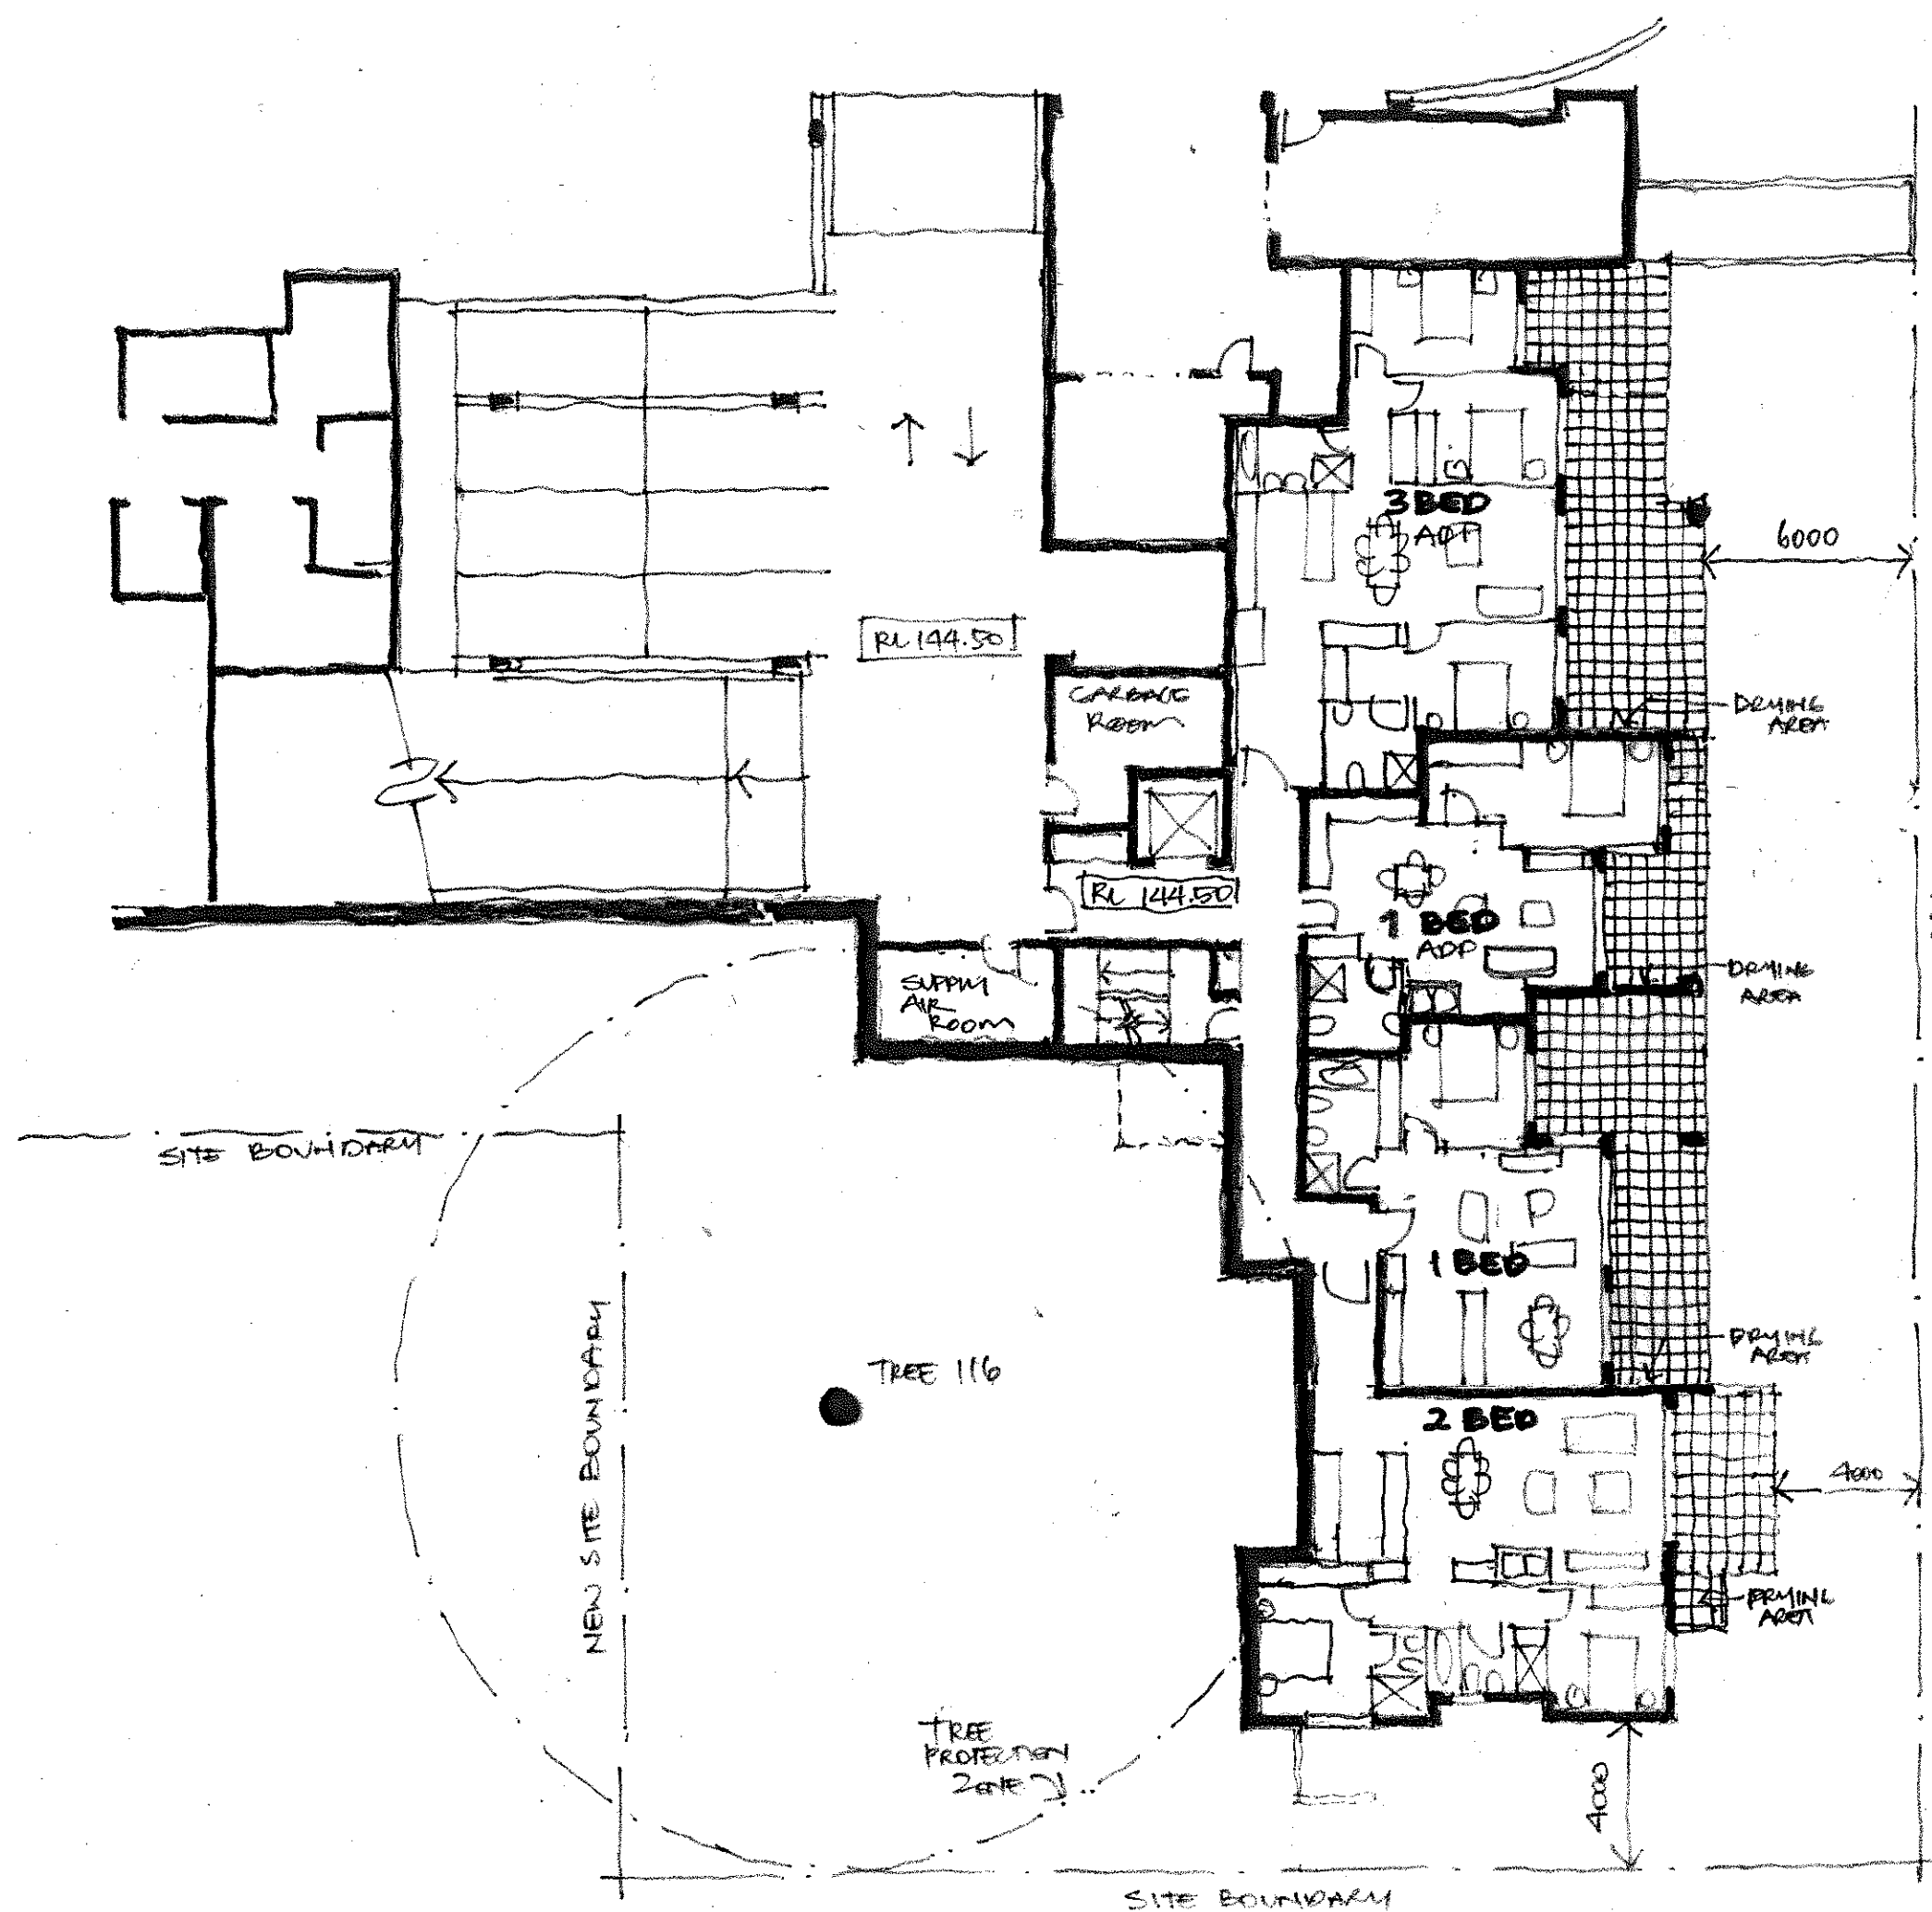 3 BED
ADP
6000
RL 144.50
GARBAGE
ROOM
DRYING
AREA
RL 144.50
1 BED
ADP
DRYING
AREA
SUPPLY
AIR
ROOM
SITE BOUNDARY
1 BED
NEW SITE BOUNDARY
TREE 116
DRYING
AREA
2 BED
4000
DRYING
AREA
TREE
PROTECTION
ZONE
4000
SITE BOUNDARY